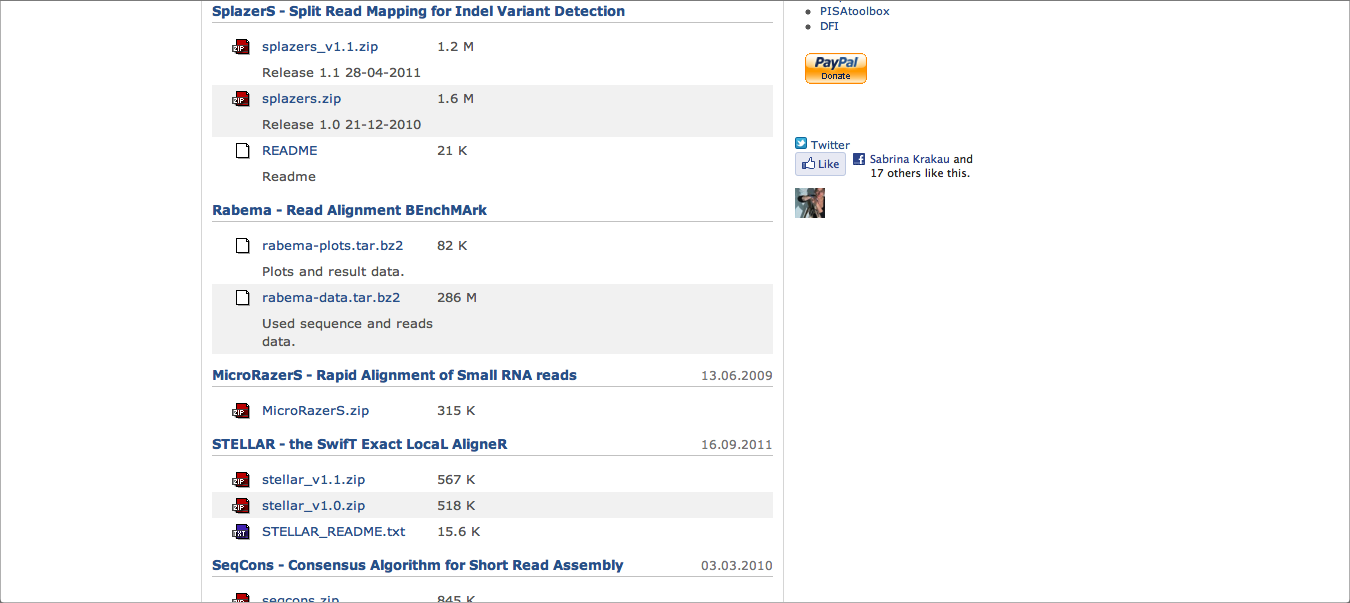 SplazerS - Split Read Mapping for Indel Variant Detection
ZIP splazers_v1.1.zip 1.2 M
Release 1.1 28-04-2011
ZIP splazers.zip 1.6 M
Release 1.0 21-12-2010
README 21 K
Readme
Rabema - Read Alignment BEnchMArk
rabema-plots.tar.bz2 82 K
Plots and result data.
rabema-data.tar.bz2 286 M
Used sequence and reads
data.
MicroRazerS - Rapid Alignment of Small RNA reads 13.06.2009
ZIP MicroRazerS.zip 315 K
STELLAR - the SwifT Exact LocaL AligneR 16.09.2011
ZIP stellar_v1.1.zip 567 K
ZIP stellar_v1.0.zip 518 K
TXT STELLAR_README.txt 15.6 K
SeqCons - Consensus Algorithm for Short Read Assembly 03.03.2010
ZIP seqcons.zip 845 K
PISAtoolbox
DFI
PayPal
Donate
Twitter
Like
Sabrina Krakau and
17 others like this.